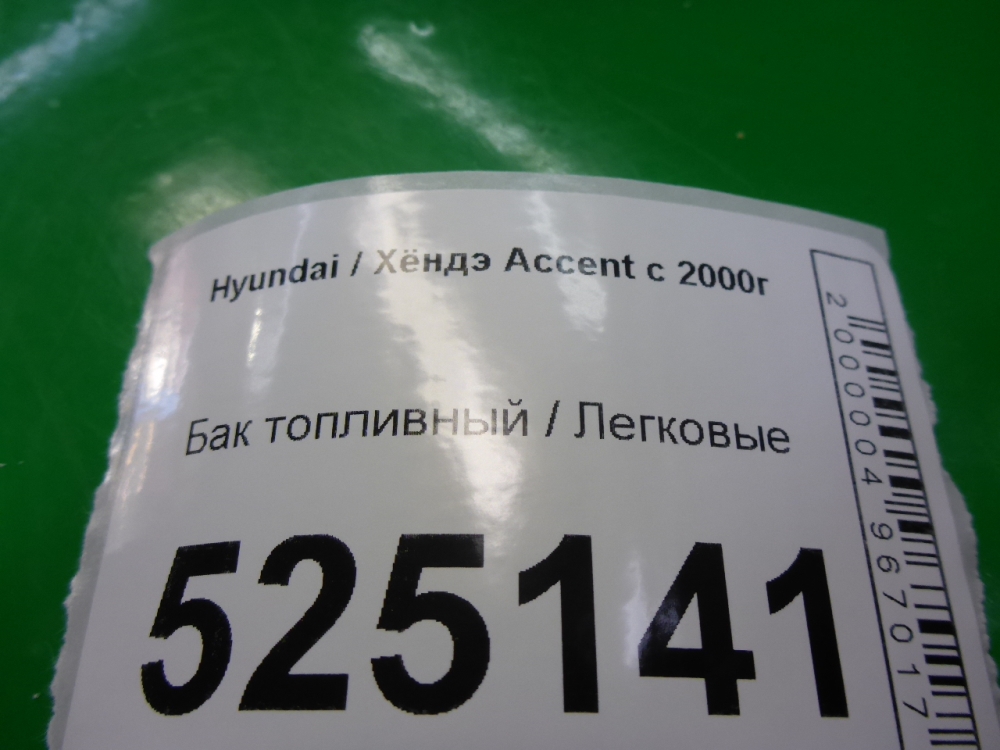 Hyundai / Хёндэ Accent с 2000г
Бак топливный / Легковые
525141
2000004967017